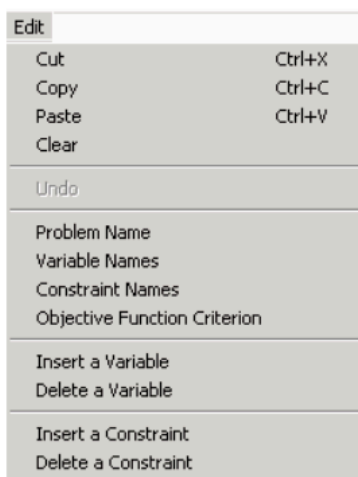 Edit
Cut Ctrl+X
Copy Ctrl+C
Paste Ctrl+V
Clear
Undo
Problem Name
Variable Names
Constraint Names
Objective Function Criterion
Insert a Variable
Delete a Variable
Insert a Constraint
Delete a Constraint